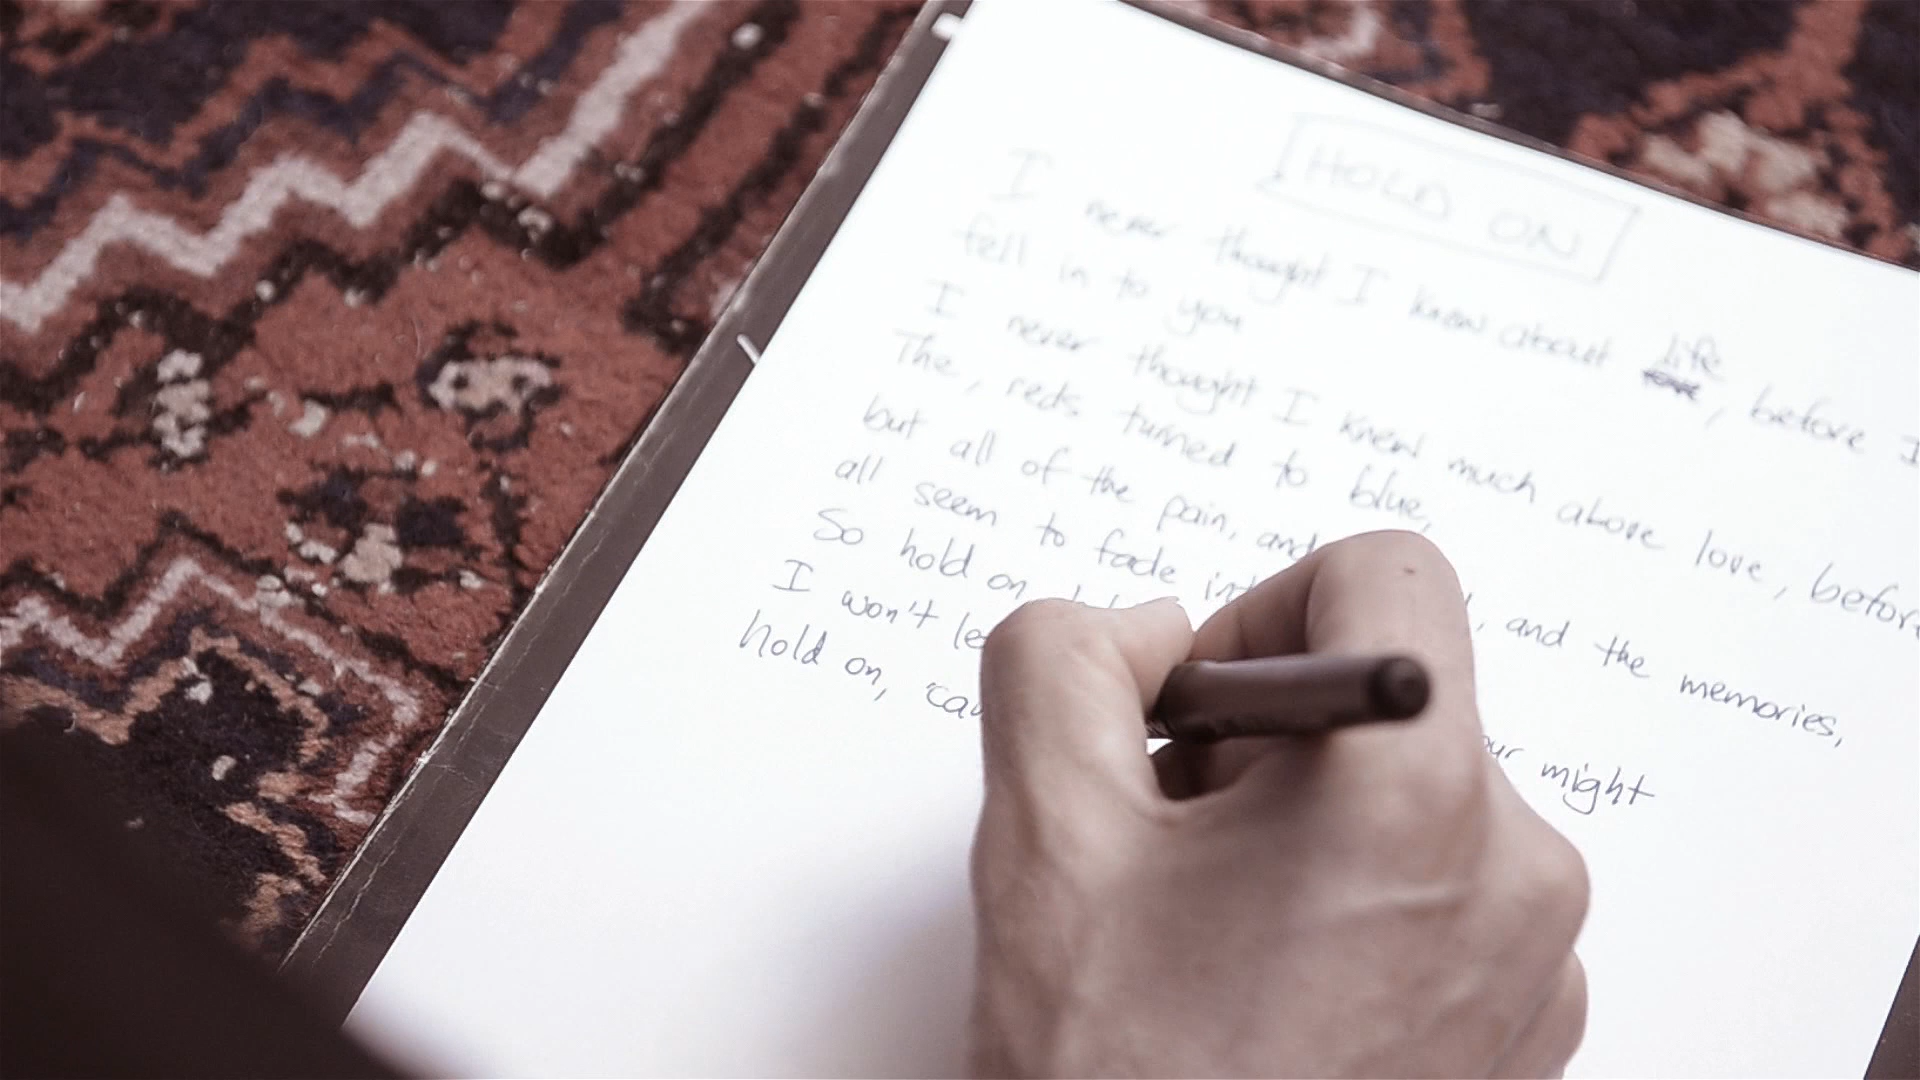 HOLD ON
I never thought I knew about life, before I
fell in to you
I never thought I knew much above love, before
The, reds turned to blue,
but all of the pain, and the memories,
all seem to fade
So hold on
I won't our might
hold on,